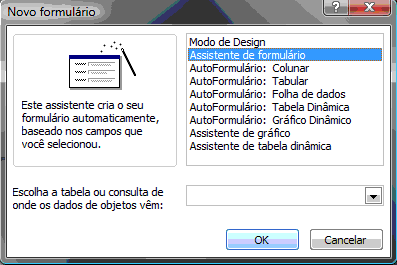 Novo formulário
Modo de Design
Assistente de formulário
AutoFormulário: Colunar
AutoFormulário: Tabular
AutoFormulário: Folha de dados
AutoFormulário: Tabela Dinâmica
AutoFormulário: Gráfico Dinâmico
Assistente de gráfico
Assistente de tabela dinâmica
Este assistente cria o seu
formulário automaticamente,
baseado nos campos que
você selecionou.
Escolha a tabela ou consulta de
onde os dados de objetos vêm:
OK
Cancelar